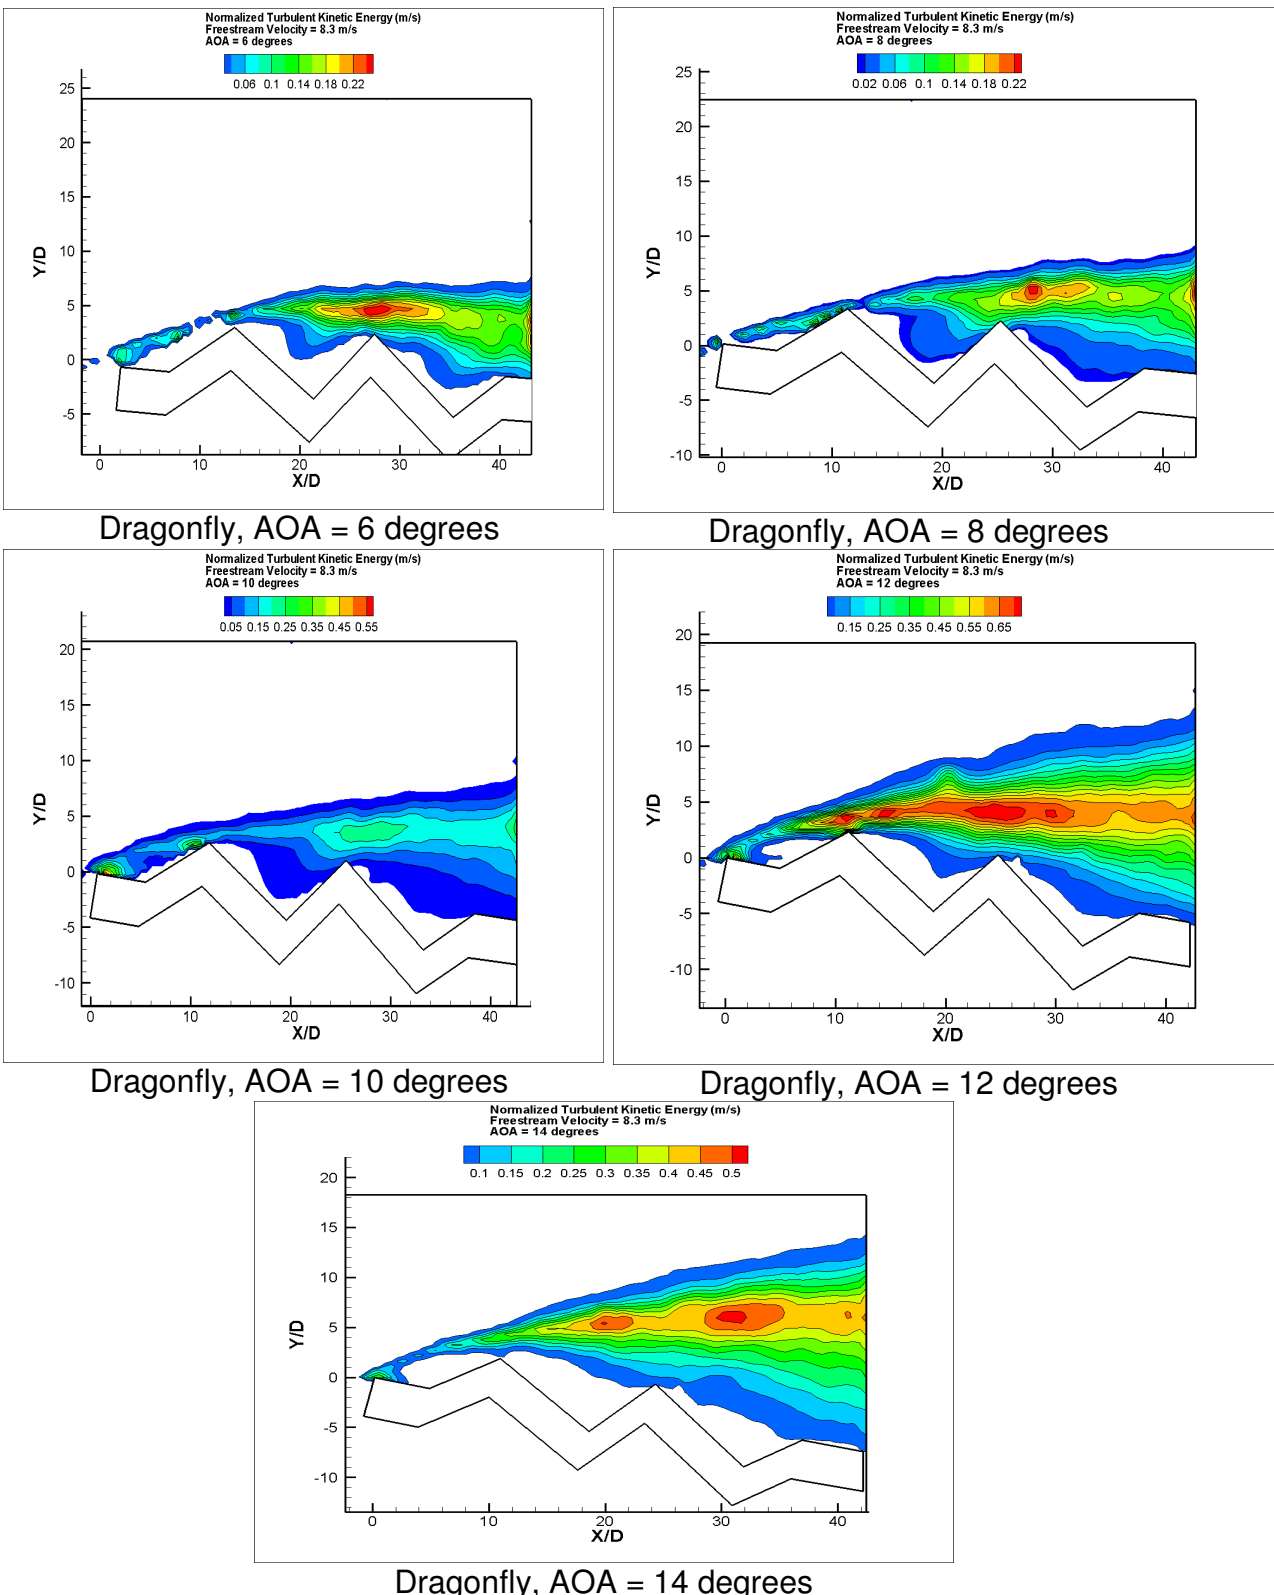 Normalized Turbulent Kinetic Energy (m/s)
Freestream Velocity = 8.3 m/s
AOA = 6 degrees
0.06 0.1 0.14 0.18 0.22
25
20
15
10
5
0
-5
Y/D
0 10 20 30 40
X/D
Dragonfly, AOA = 6 degrees
Normalized Turbulent Kinetic Energy (m/s)
Freestream Velocity = 8.3 m/s
AOA = 8 degrees
0.02 0.06 0.1 0.14 0.18 0.22
25
20
15
10
5
0
-5
-10
Y/D
0 10 20 30 40
X/D
Dragonfly, AOA = 8 degrees
Normalized Turbulent Kinetic Energy (m/s)
Freestream Velocity = 8.3 m/s
AOA = 10 degrees
0.05 0.15 0.25 0.35 0.45 0.55
20
15
10
5
0
-5
-10
Y/D
0 10 20 30 40
X/D
Dragonfly, AOA = 10 degrees
Normalized Turbulent Kinetic Energy (m/s)
Freestream Velocity = 8.3 m/s
AOA = 12 degrees
0.15 0.25 0.35 0.45 0.55 0.65
20
15
10
5
0
-5
-10
Y/D
0 10 20 30 40
X/D
Dragonfly, AOA = 12 degrees
Normalized Turbulent Kinetic Energy (m/s)
Freestream Velocity = 8.3 m/s
AOA = 14 degrees
0.1 0.15 0.2 0.25 0.3 0.35 0.4 0.45 0.5
20
15
10
5
0
-5
-10
Y/D
0 10 20 30 40
X/D
Dragonfly, AOA = 14 degrees